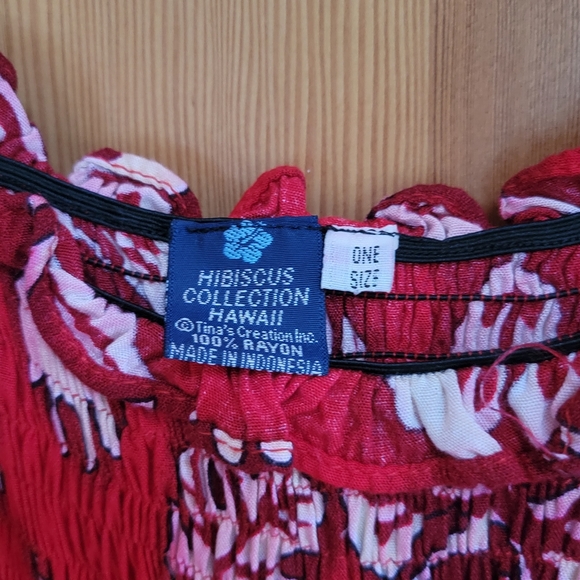 HIBISCUS
COLLECTION
HAWAII
©Tina's Creation Inc.
100% RAYON
MADE IN INDONESIA
ONE
SIZE